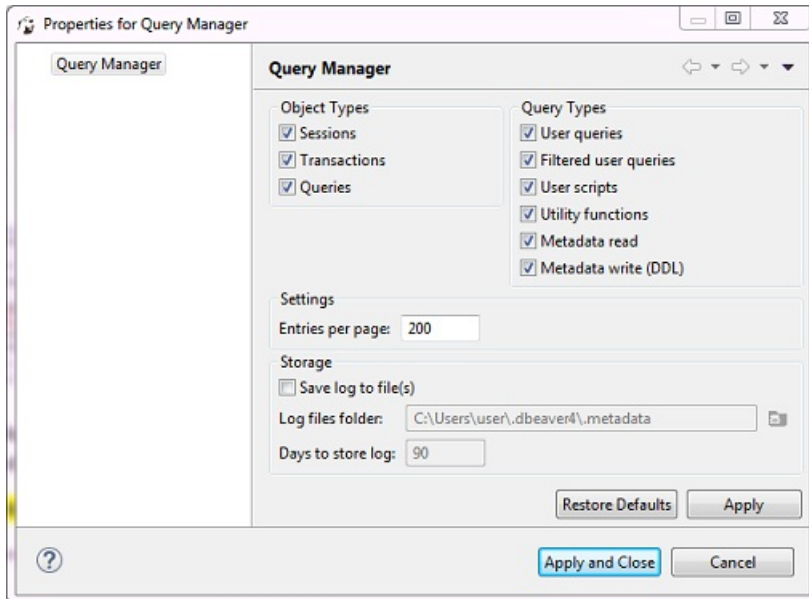 Properties for Query Manager
Query Manager
Query Manager
Object Types
Sessions
Transactions
Queries
Query Types
User queries
Filtered user queries
User scripts
Utility functions
Metadata read
Metadata write (DDL)
Settings
Entries per page: 200
Storage
Save log to file(s)
Log files folder: C:\Users\user\.dbeaver4\.metadata
Days to store log: 90
Restore Defaults Apply
Apply and Close Cancel